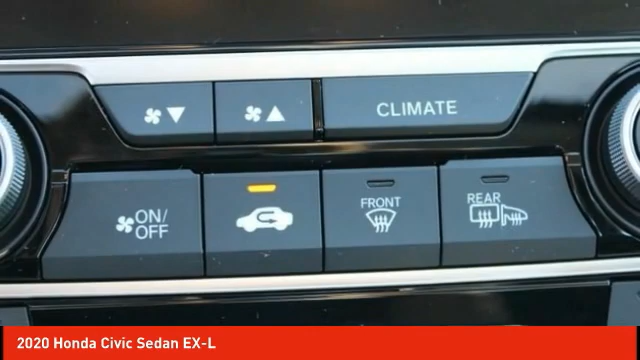 CLIMATE
ON/
OFF
FRONT
REAR
2020 Honda Civic Sedan EX-L